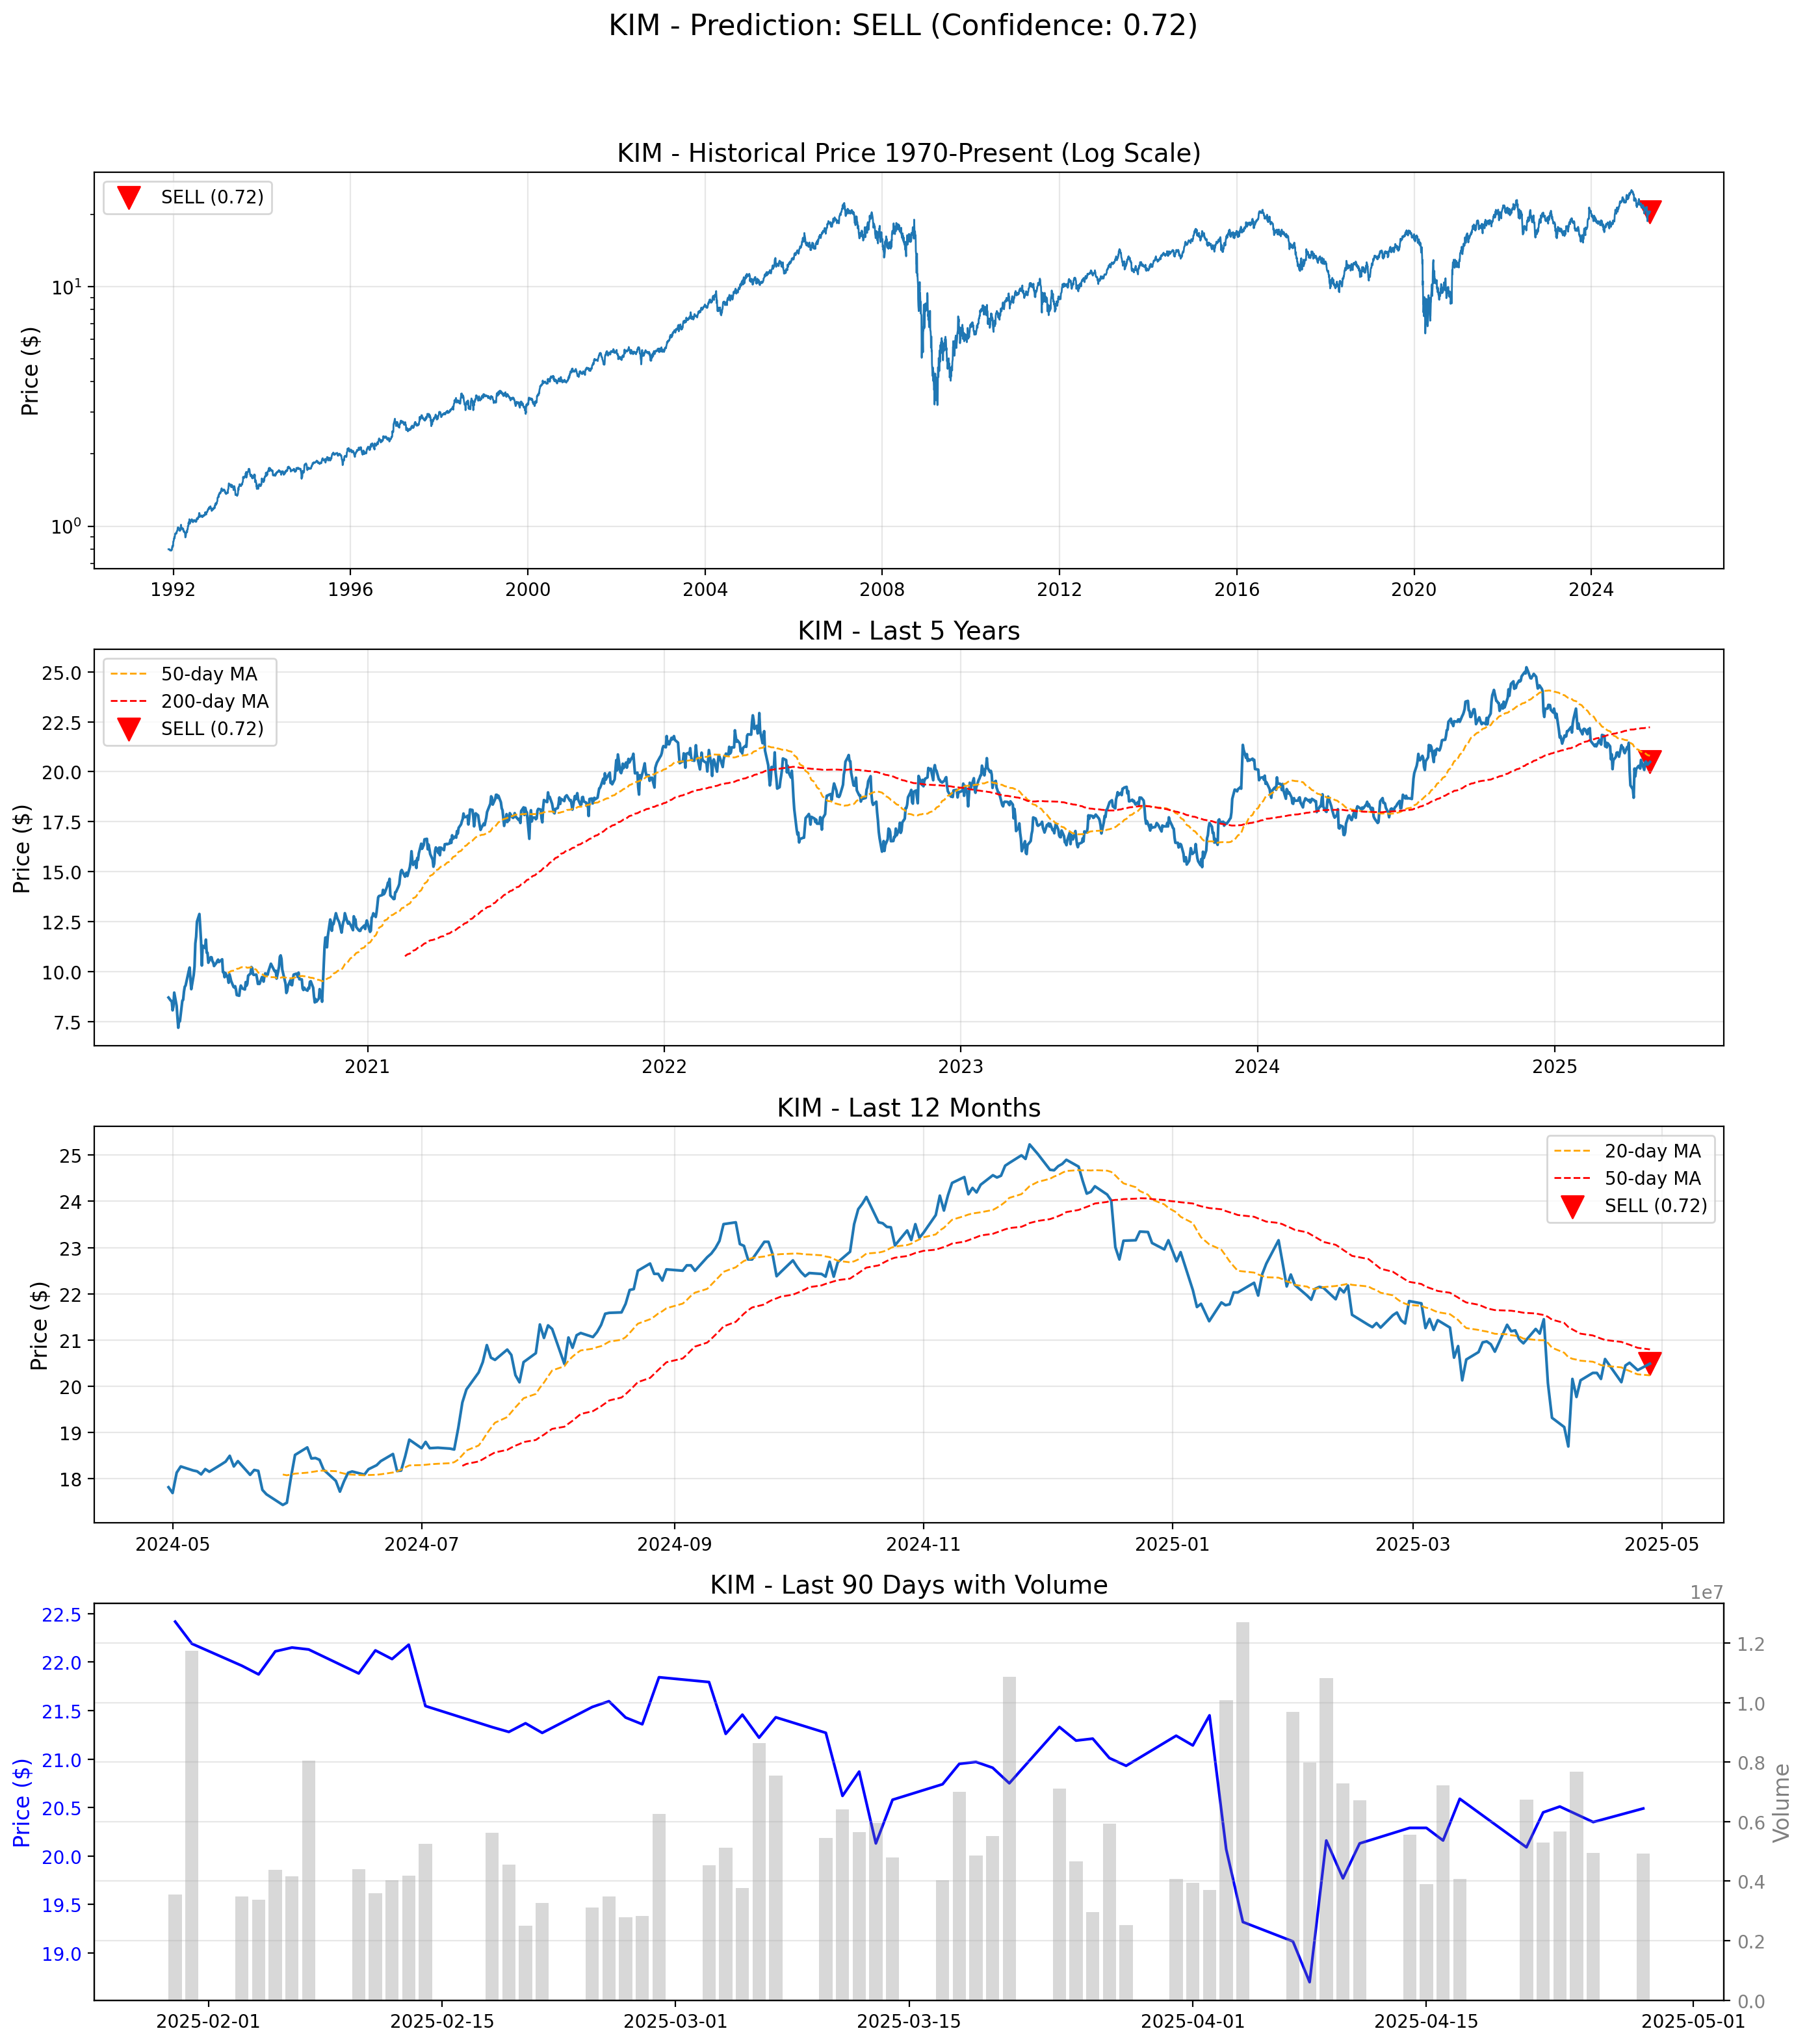 KIM - Prediction: SELL (Confidence: 0.72)
KIM - Historical Price 1970-Present (Log Scale)
SELL (0.72)
Price ($)
10¹
10⁰
1992 1996 2000 2004 2008 2012 2016 2020 2024
KIM - Last 5 Years
50-day MA
200-day MA
SELL (0.72)
Price ($)
25.0
22.5
20.0
17.5
15.0
12.5
10.0
7.5
2021 2022 2023 2024 2025
KIM - Last 12 Months
20-day MA
50-day MA
SELL (0.72)
Price ($)
25
24
23
22
21
20
19
18
2024-05 2024-07 2024-09 2024-11 2025-01 2025-03 2025-05
KIM - Last 90 Days with Volume
1e7
Price ($)
22.5
22.0
21.5
21.0
20.5
20.0
19.5
19.0
1.2
1.0
0.8
0.6
0.4
0.2
0.0
Volume
2025-02-01 2025-02-15 2025-03-01 2025-03-15 2025-04-01 2025-04-15 2025-05-01